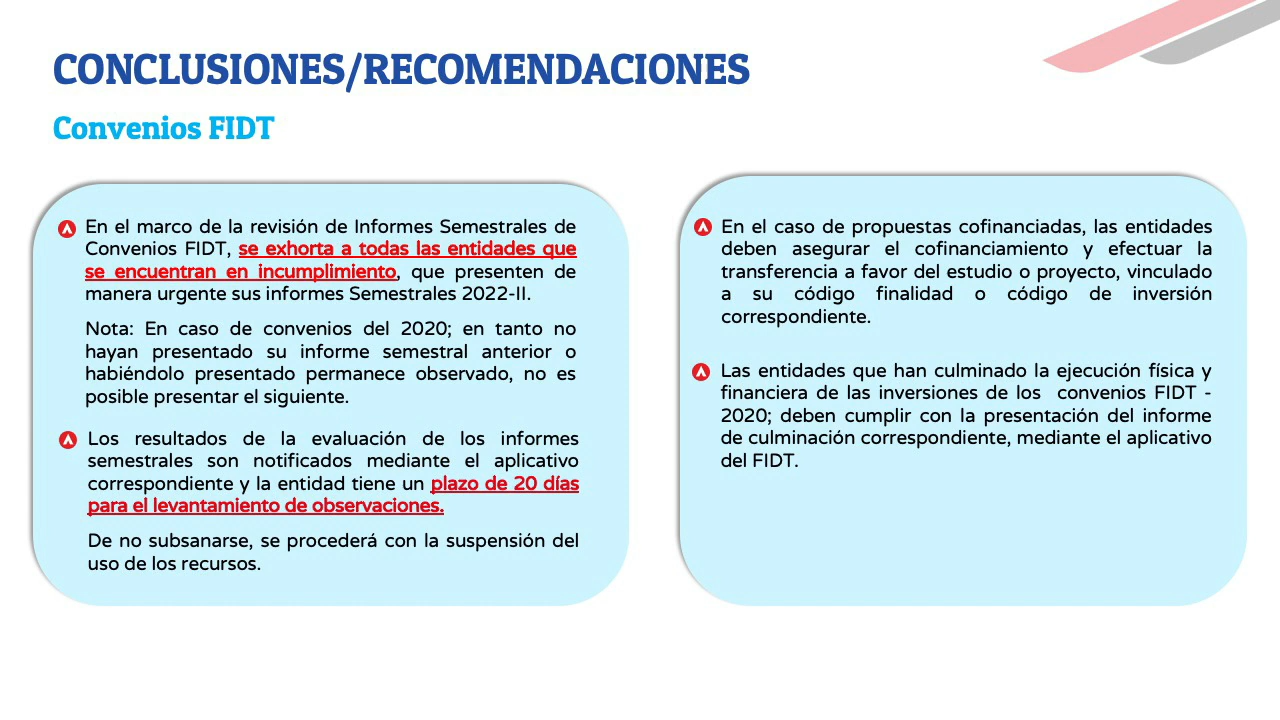 CONCLUSIONES/RECOMENDACIONES
Convenios FIDT
En el marco de la revisión de Informes Semestrales de
Convenios FIDT, se exhorta a todas las entidades que
se encuentran en incumplimiento, que presenten de
manera urgente sus informes Semestrales 2022-II.
Nota: En caso de convenios del 2020; en tanto no
hayan presentado su informe semestral anterior o
habiéndolo presentado permanece observado, no es
posible presentar el siguiente.
Los resultados de la evaluación de los informes
semestrales son notificados mediante el aplicativo
correspondiente y la entidad tiene un plazo de 20 días
para el levantamiento de observaciones.
De no subsanarse, se procederá con la suspensión del
uso de los recursos.
En el caso de propuestas cofinanciadas, las entidades
deben asegurar el cofinanciamiento y efectuar la
transferencia a favor del estudio o proyecto, vinculado
a su código finalidad o código de inversión
correspondiente.
Las entidades que han culminado la ejecución física y
financiera de las inversiones de los convenios FIDT -
2020; deben cumplir con la presentación del informe
de culminación correspondiente, mediante el aplicativo
del FIDT.